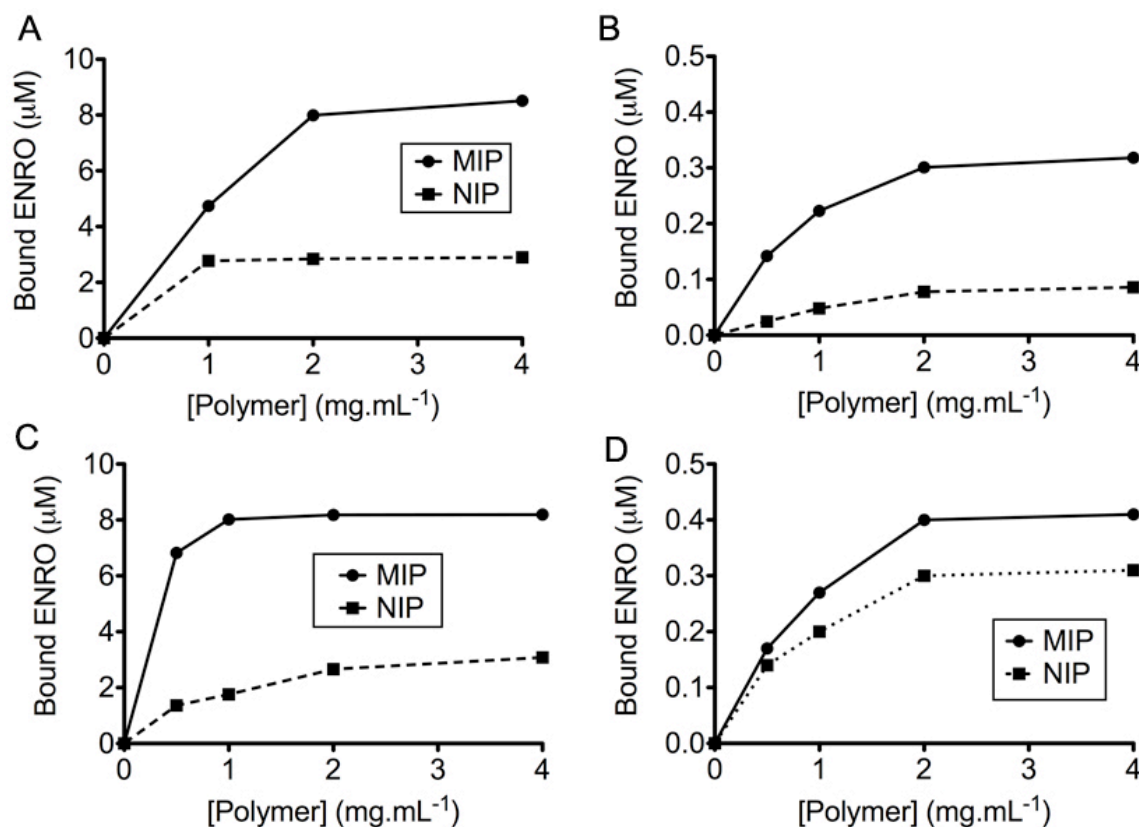 A
Bound ENRO (μM)
10
8
6
4
2
0
MIP
NIP
0 1 2 3 4
[Polymer] (mg.mL⁻¹)
B
Bound ENRO (μM)
0.5
0.4
0.3
0.2
0.1
0.0
0 1 2 3 4
[Polymer] (mg.mL⁻¹)
C
Bound ENRO (μM)
10
8
6
4
2
0
MIP
NIP
0 1 2 3 4
[Polymer] (mg.mL⁻¹)
D
Bound ENRO (μM)
0.5
0.4
0.3
0.2
0.1
0.0
MIP
NIP
0 1 2 3 4
[Polymer] (mg.mL⁻¹)